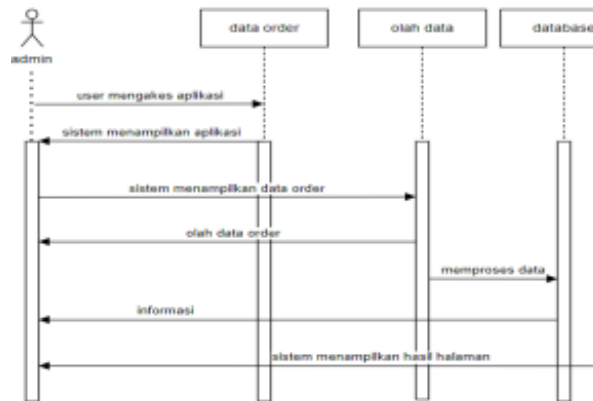 data order
olah data
database
admin
user mengakes aplikasi
sistem menampilkan aplikasi
sistem menampilkan data order
olah data order
memproses data
informasi
sistem menampilkan hasil halaman